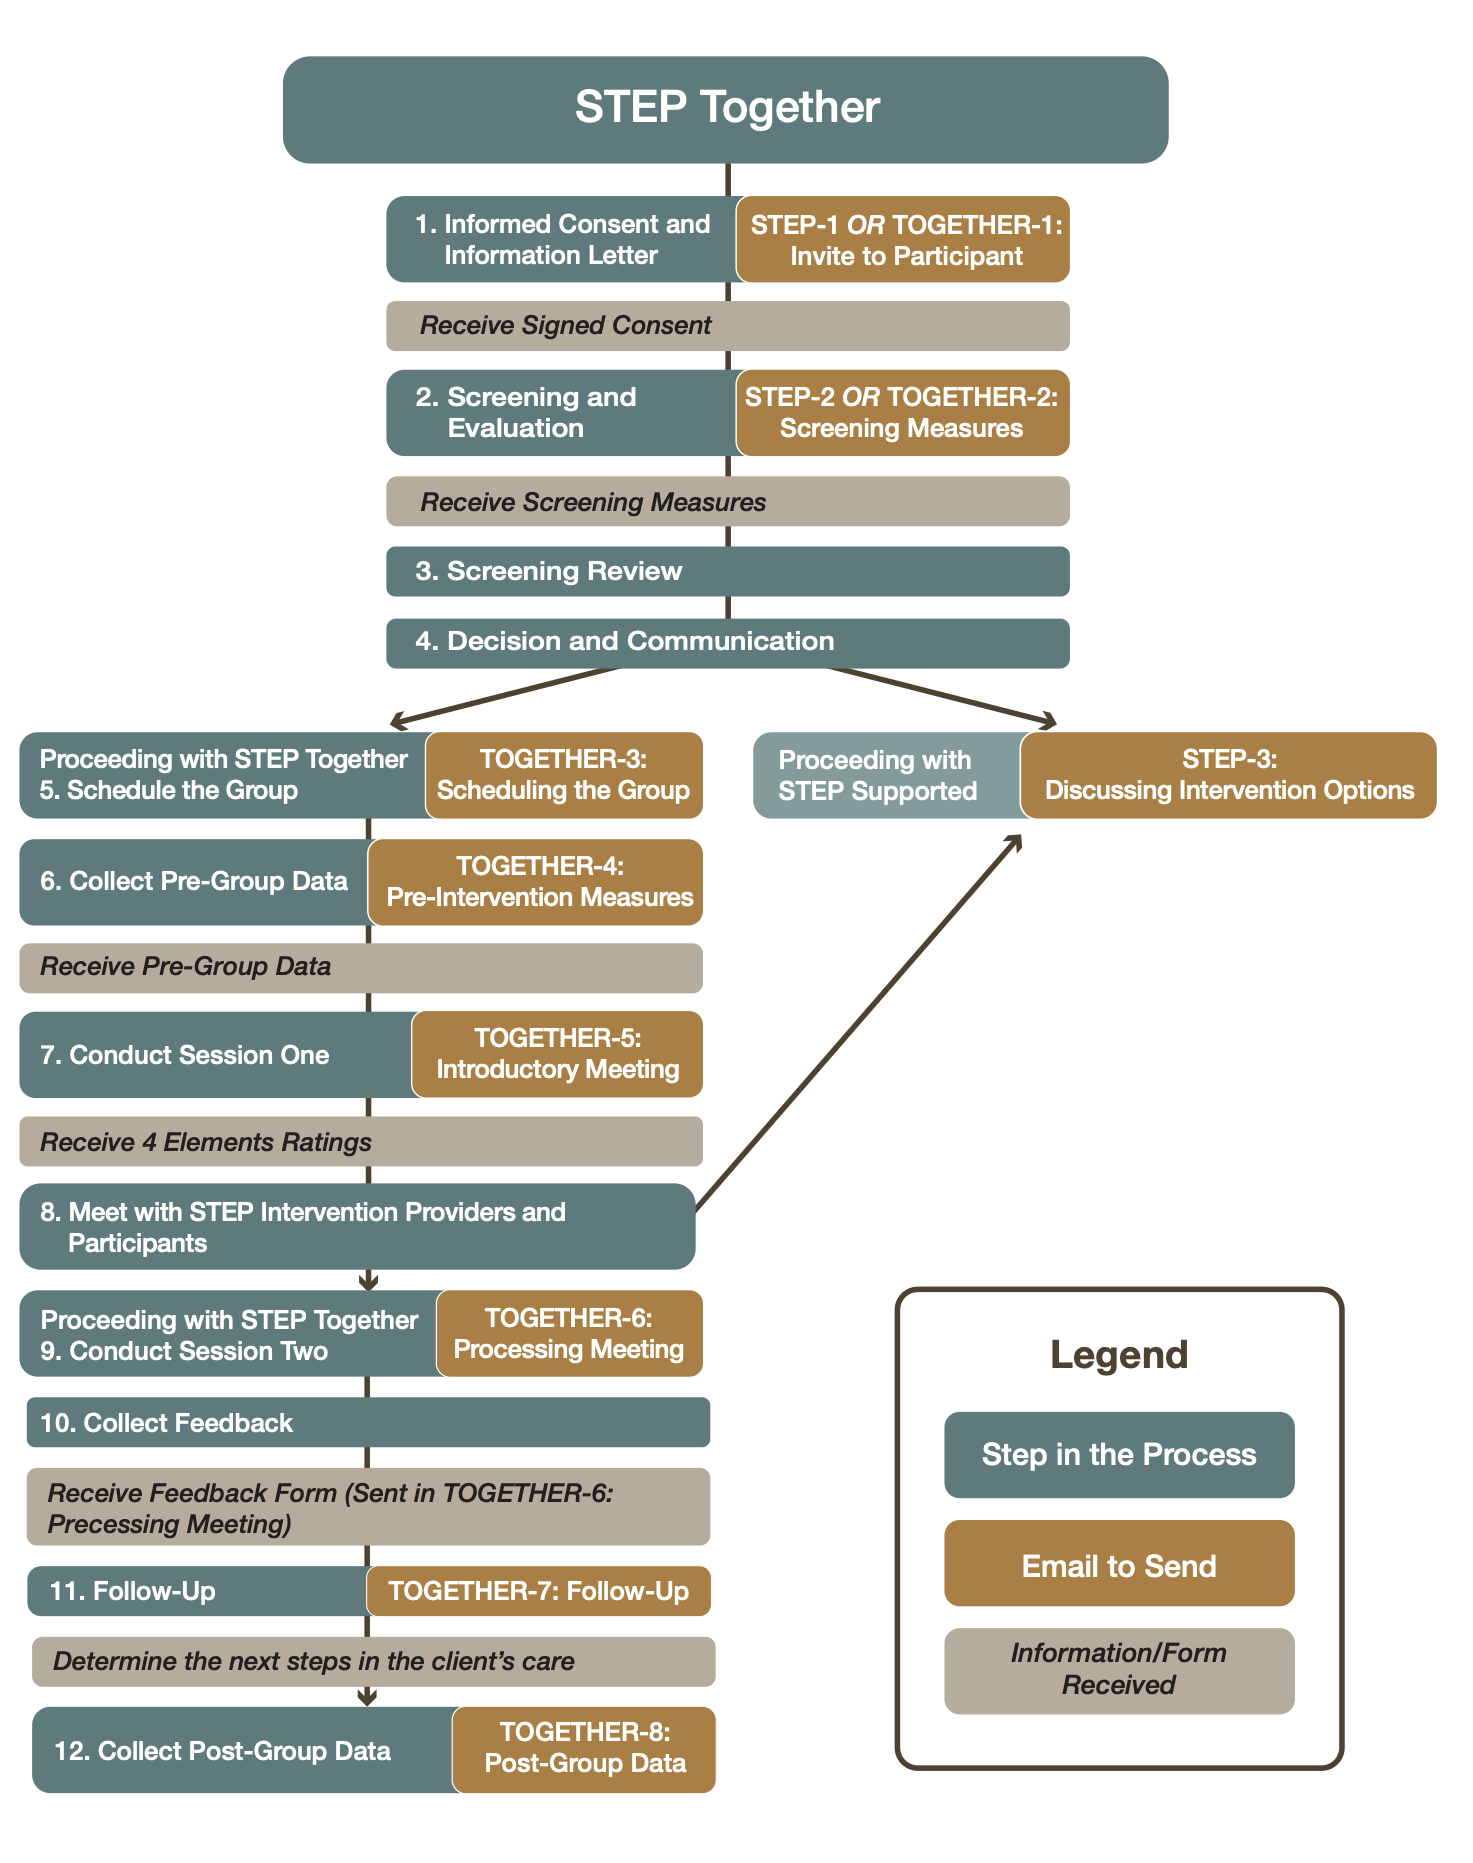 STEP Together
1. Informed Consent and
Information Letter
STEP-1 OR TOGETHER-1:
Invite to Participant
Receive Signed Consent
2. Screening and
Evaluation
STEP-2 OR TOGETHER-2:
Screening Measures
Receive Screening Measures
3. Screening Review
4. Decision and Communication
Proceeding with STEP Together
5. Schedule the Group
TOGETHER-3:
Scheduling the Group
Proceeding with
STEP Supported
STEP-3:
Discussing Intervention Options
6. Collect Pre-Group Data
TOGETHER-4:
Pre-Intervention Measures
Receive Pre-Group Data
7. Conduct Session One
TOGETHER-5:
Introductory Meeting
Receive 4 Elements Ratings
8. Meet with STEP Intervention Providers and
Participants
Proceeding with STEP Together
9. Conduct Session Two
TOGETHER-6:
Processing Meeting
10. Collect Feedback
Receive Feedback Form (Sent in TOGETHER-6:
Precessing Meeting)
11. Follow-Up
TOGETHER-7: Follow-Up
Determine the next steps in the client's care
12. Collect Post-Group Data
TOGETHER-8:
Post-Group Data
Legend
Step in the Process
Email to Send
Information/Form
Received